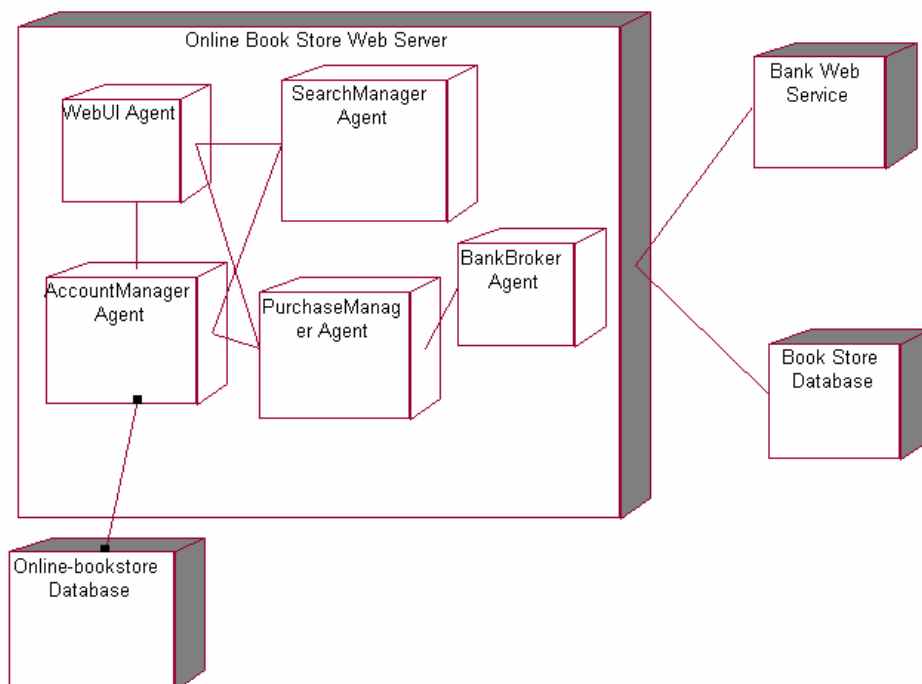 Online Book Store Web Server
WebUI Agent
SearchManager
Agent
Bank Web
Service
AccountManager
Agent
PurchaseManag
er Agent
BankBroker
Agent
Book Store
Database
Online-bookstore
Database